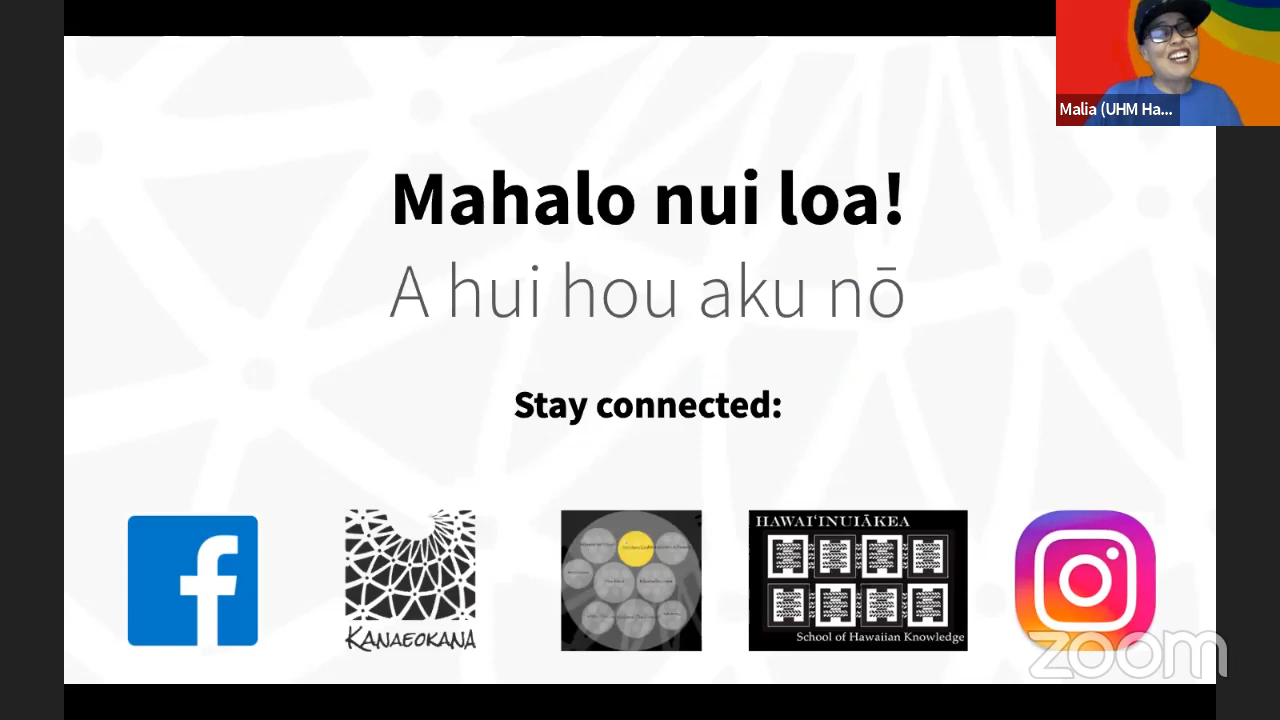 Malia (UHM Ha...
Mahalo nui loa!
A hui hou aku nō
Stay connected:
f
KANAEOKANA
HAWAIʻINUIĀKEA
School of Hawaiian Knowledge
zoom